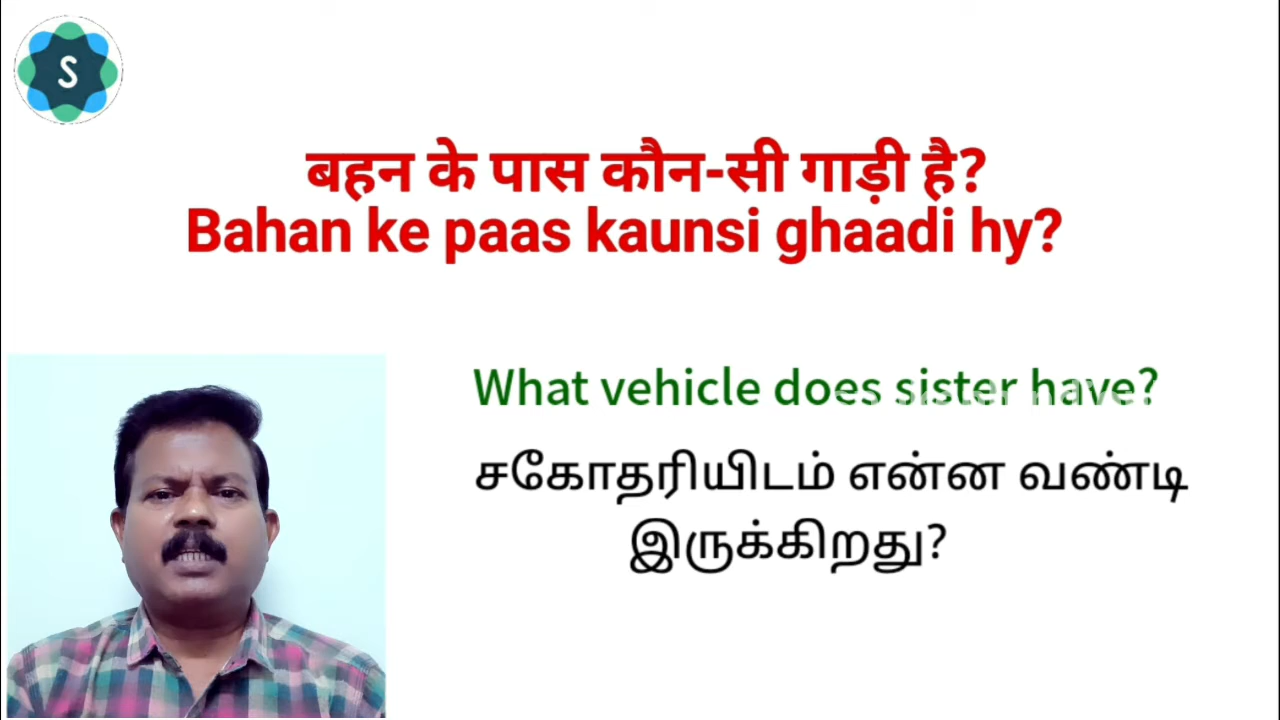 S
बहन के पास कौन-सी गाड़ी है?
Bahan ke paas kaunsi ghaadi hy?
What vehicle does sister have?
சகோதரியிடம் என்ன வண்டி
இருக்கிறது?